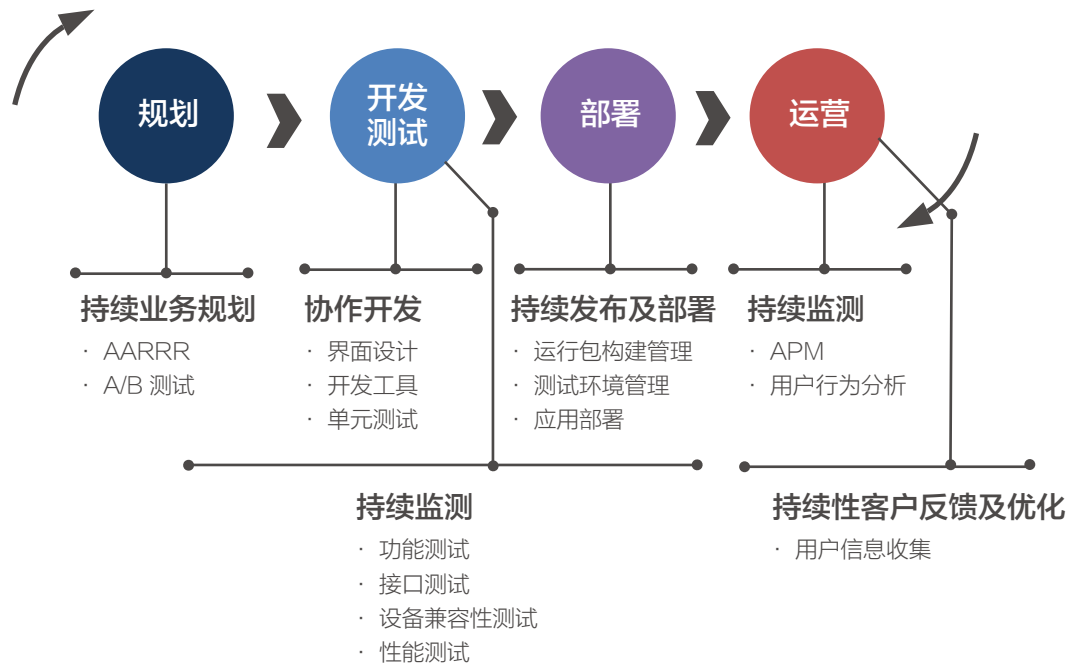 规划
开发
测试
部署
运营
持续业务规划
· AARRR
· A/B 测试
协作开发
· 界面设计
· 开发工具
· 单元测试
持续发布及部署
· 运行包构建管理
· 测试环境管理
· 应用部署
持续监测
· APM
· 用户行为分析
持续监测
· 功能测试
· 接口测试
· 设备兼容性测试
· 性能测试
持续性客户反馈及优化
· 用户信息收集